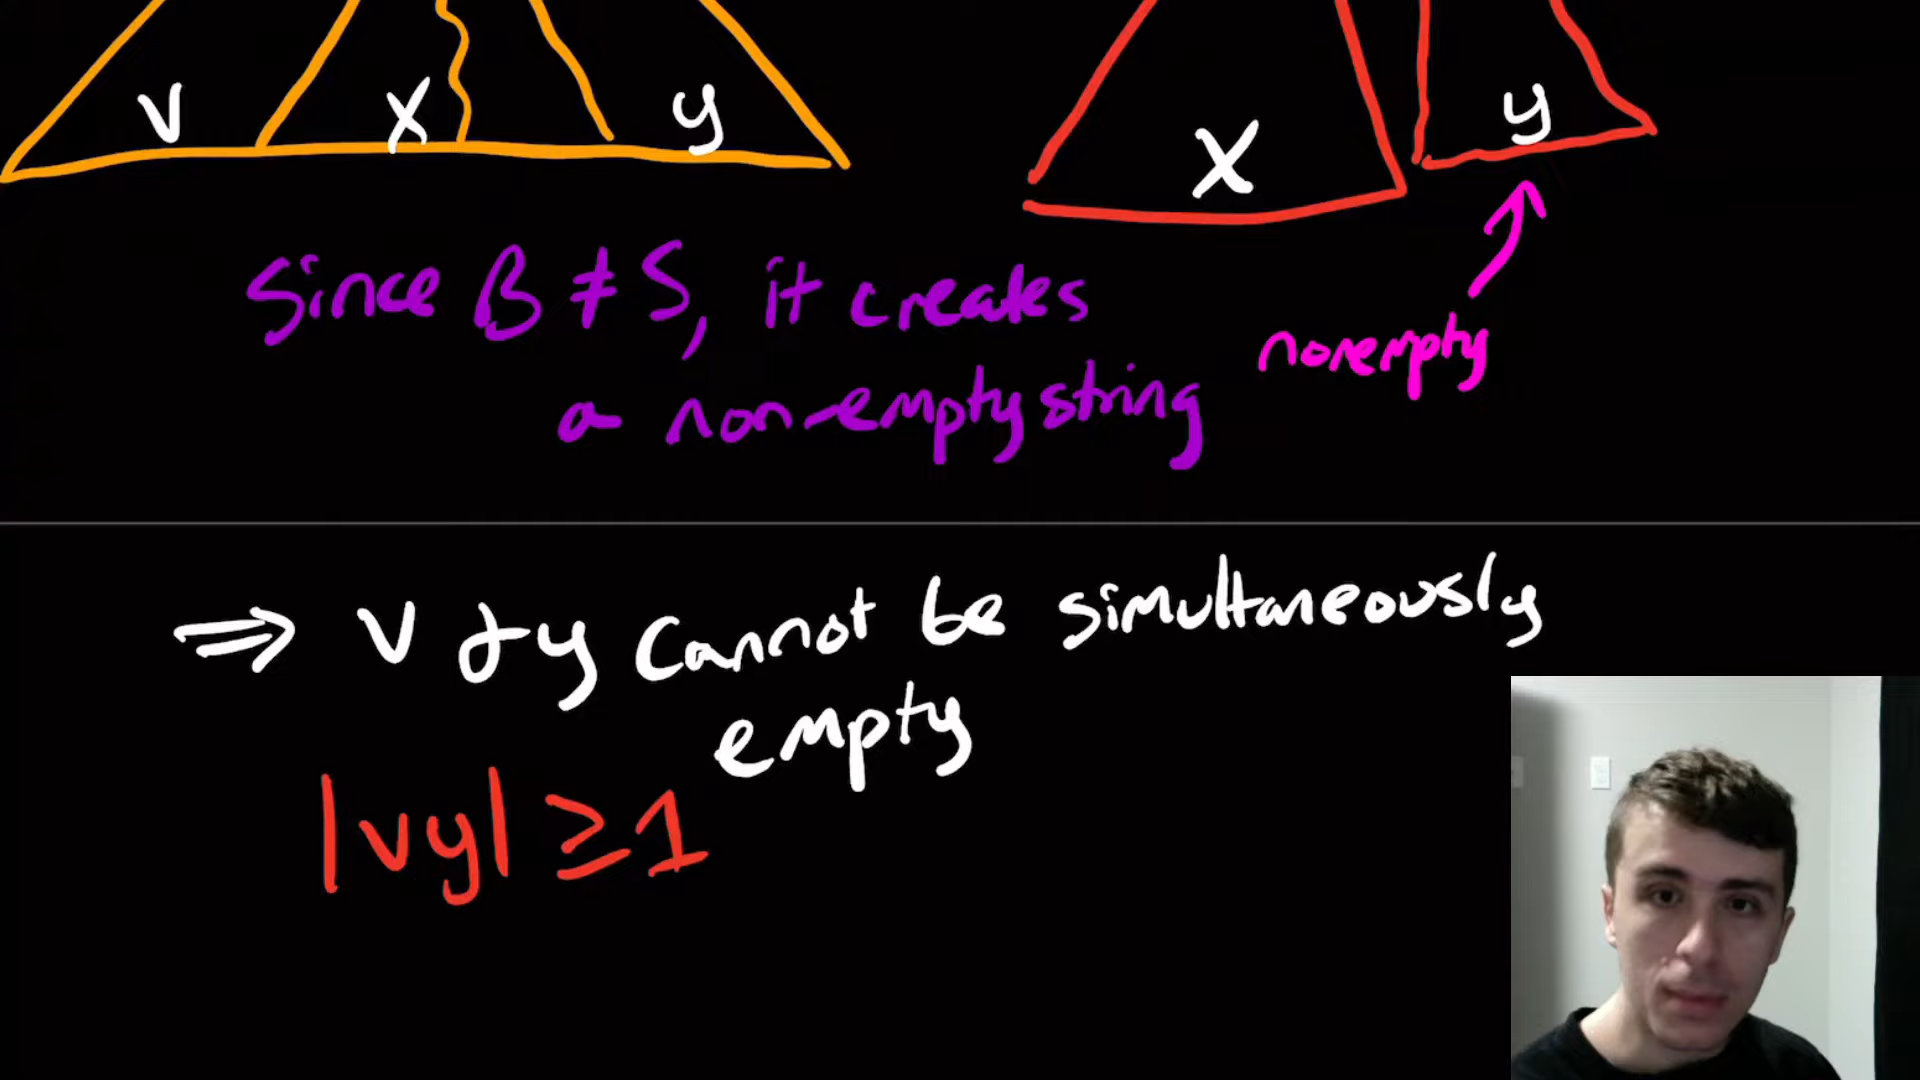 v x y
x y
Since B ≠ S, it creates
a non-empty string
nonempty
⇒ v & y cannot be simultaneously
empty
|vy| ≥ 1